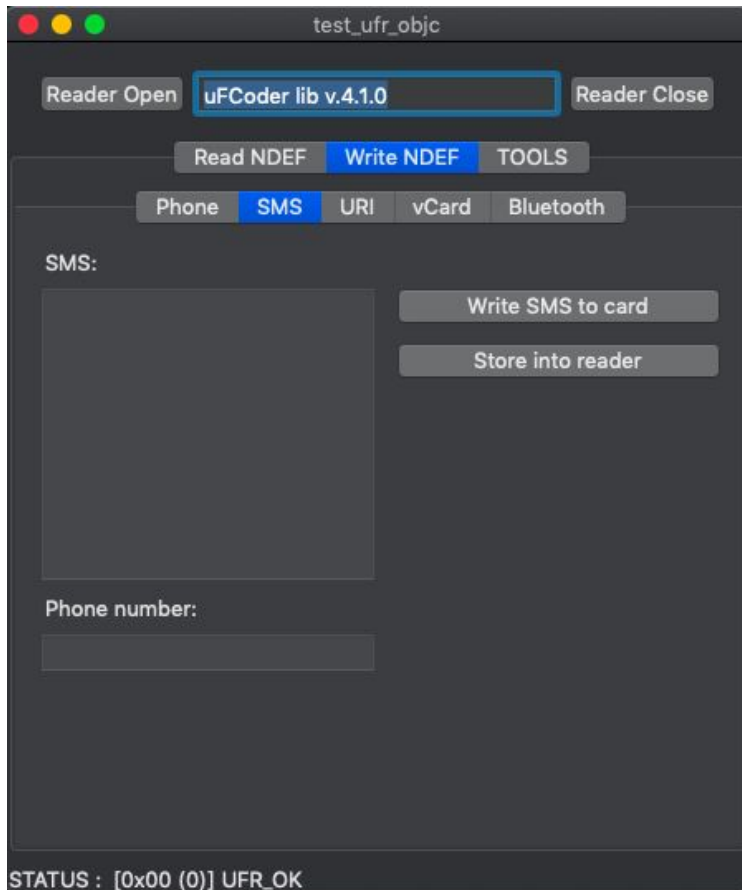 test_ufr_objc
Reader Open uFCoder lib v.4.1.0 Reader Close
Read NDEF Write NDEF TOOLS
Phone SMS URI vCard Bluetooth
SMS:
Write SMS to card
Store into reader
Phone number:
STATUS : [0x00 (0)] UFR_OK